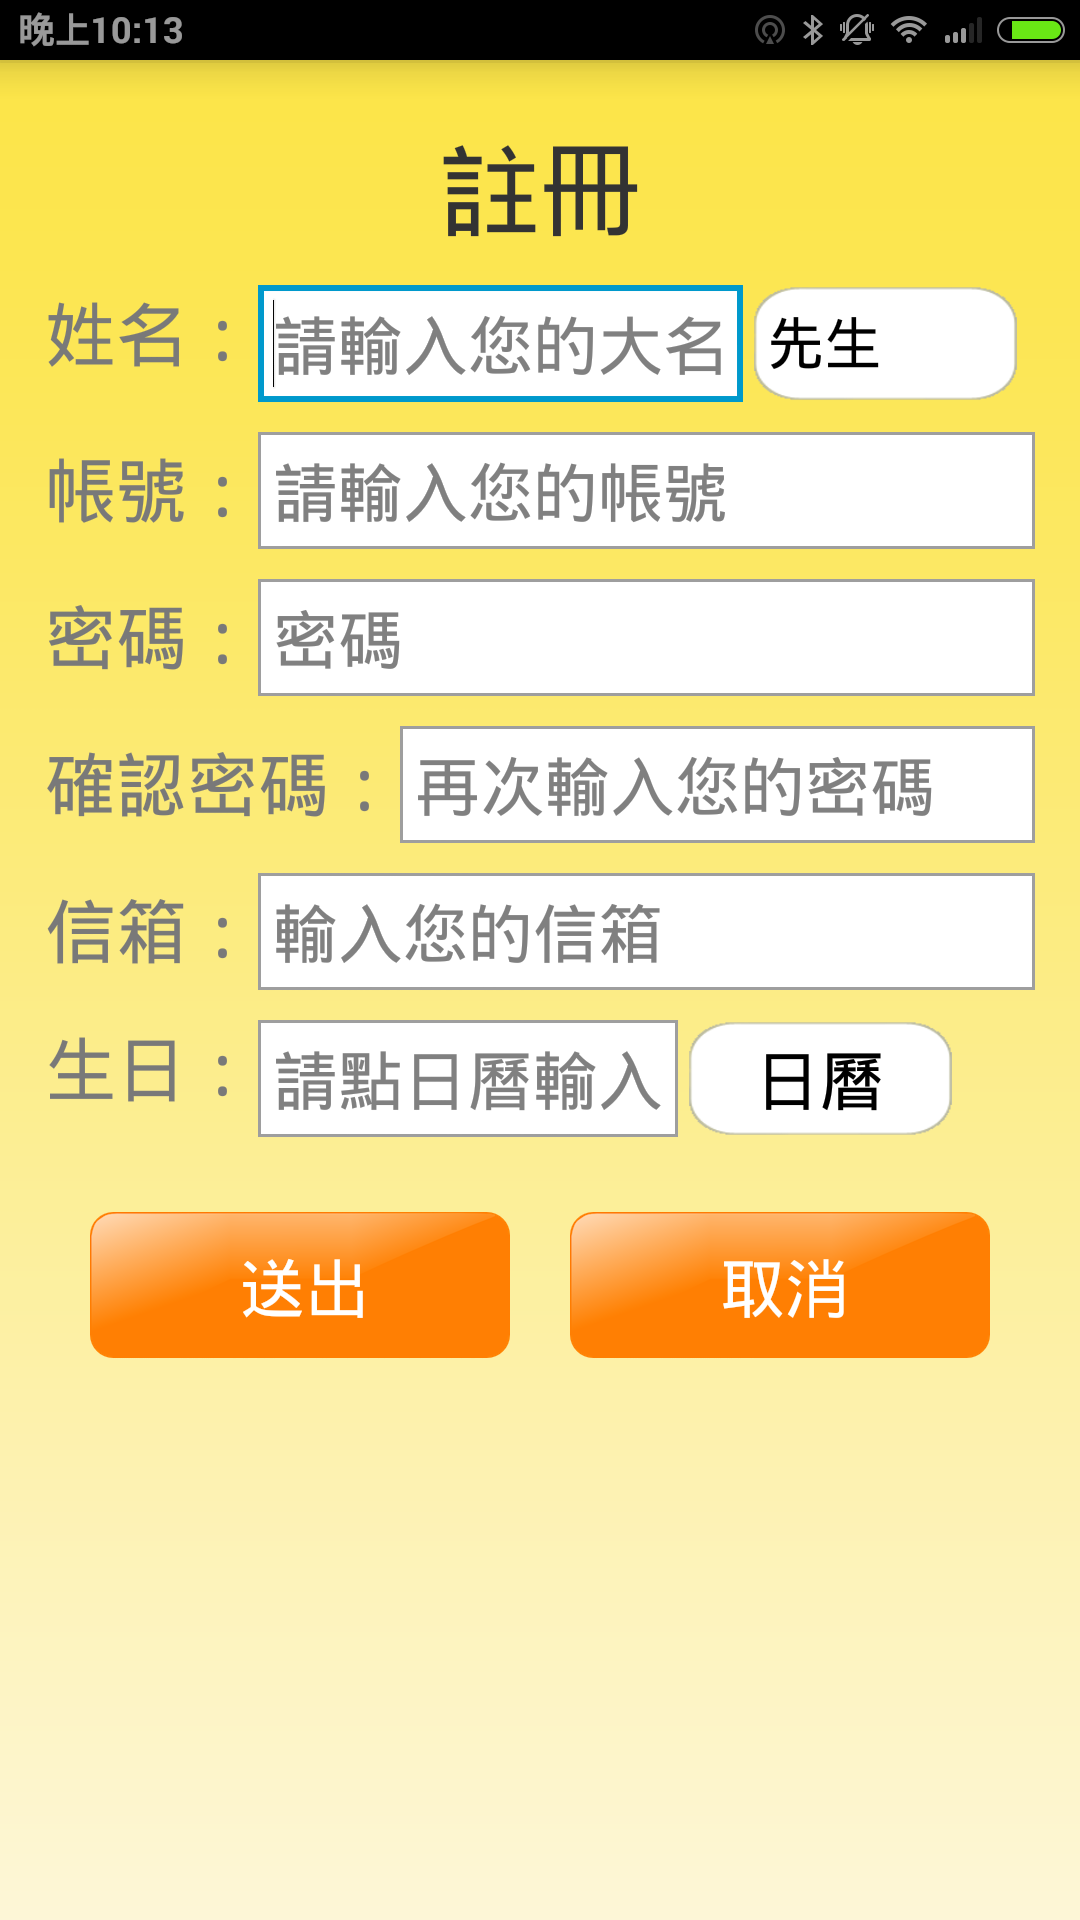 晚上10:13
註冊
姓名： 請輸入您的大名 先生
帳號： 請輸入您的帳號
密碼： 密碼
確認密碼： 再次輸入您的密碼
信箱： 輸入您的信箱
生日： 請點日曆輸入 日曆
送出 取消